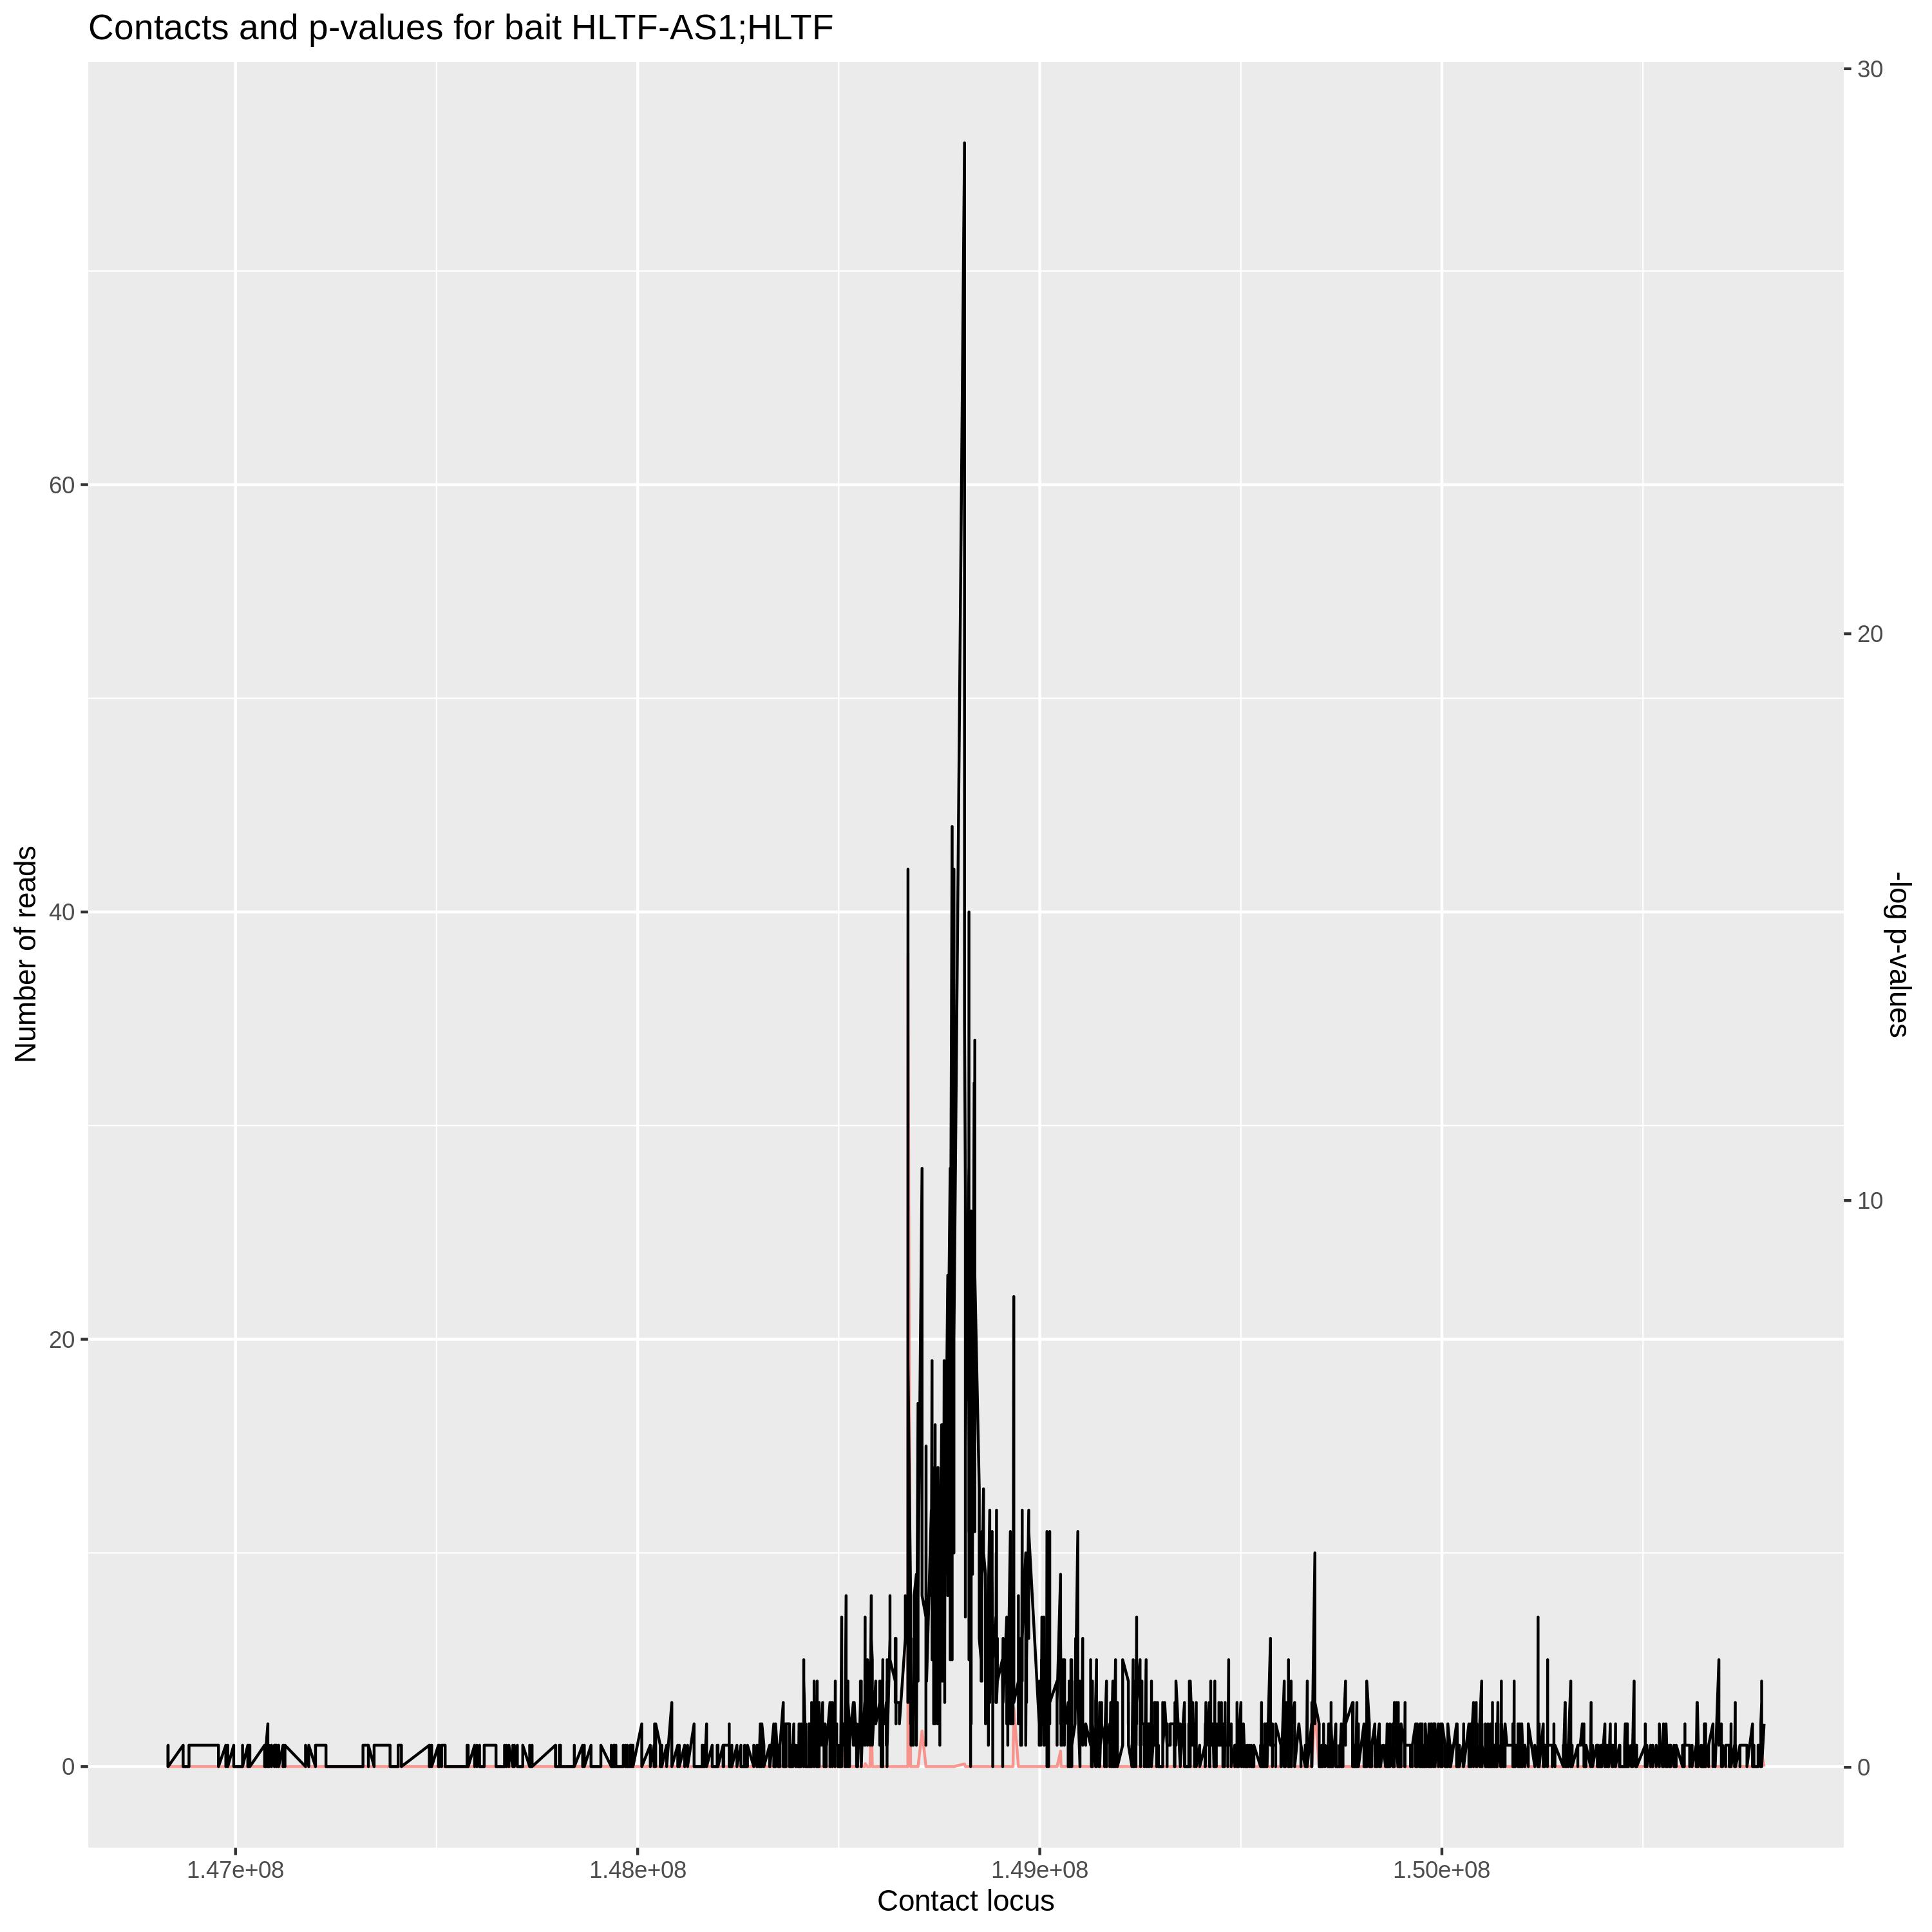 Contacts and p-values for bait HLTF-AS1;HLTF
Number of reads
60
40
20
0
30
20
10
0
-log p-values
1.47e+08 1.48e+08 1.49e+08 1.50e+08
Contact locus